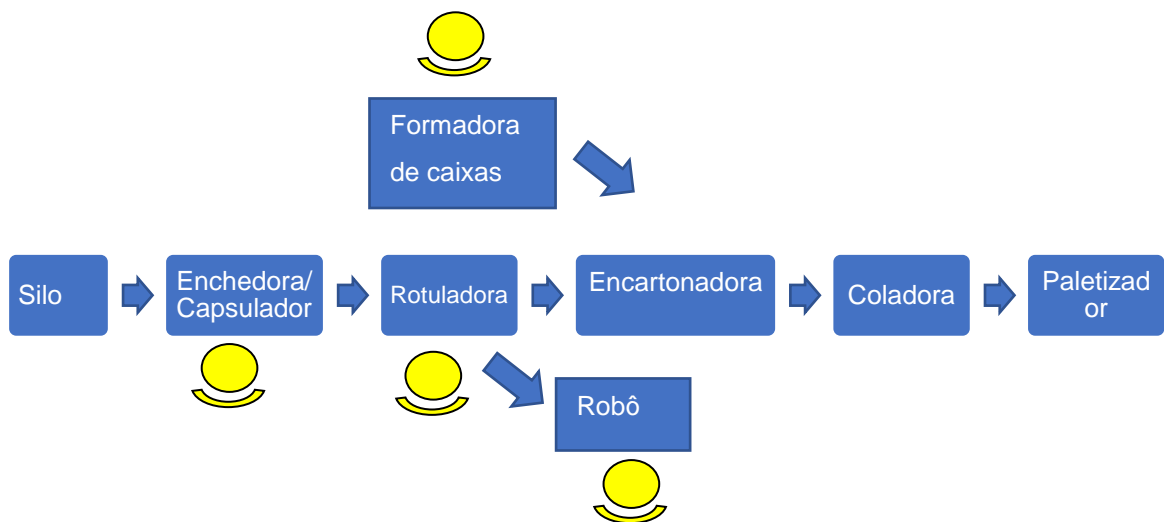 Formadora
de caixas
Silo
Enchedora/
Capsulador
Rotuladora
Encartonadora
Coladora
Paletizad
or
Robô